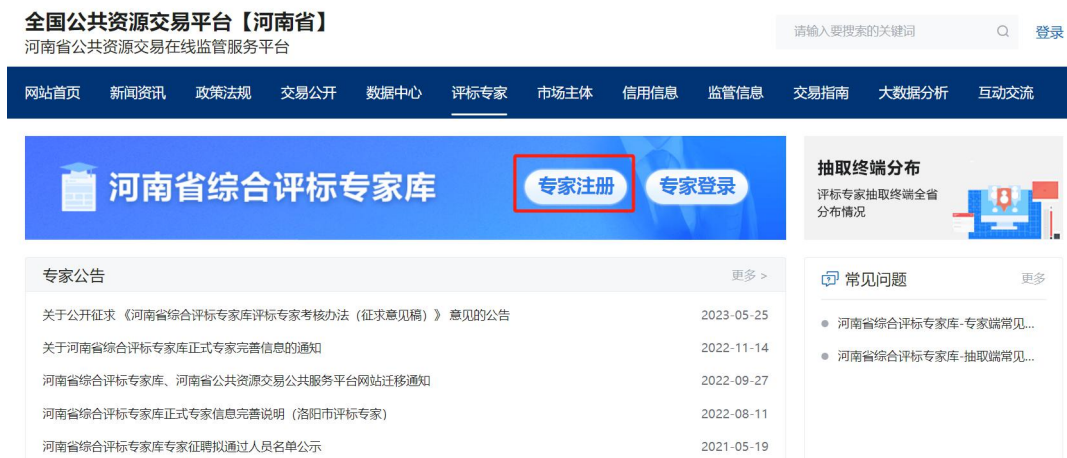 全国公共资源交易平台【河南省】
河南省公共资源交易在线监管服务平台
请输入要搜索的关键词
登录
网站首页 新闻资讯 政策法规 交易公开 数据中心 评标专家 市场主体 信用信息 监管信息 交易指南 大数据分析 互动交流
河南省综合评标专家库
专家注册
专家登录
抽取终端分布
评标专家抽取终端全省
分布情况
专家公告 更多 >
关于公开征求《河南省综合评标专家库评标专家考核办法（征求意见稿）》 意见的公告 2023-05-25
关于河南省综合评标专家库正式专家完善信息的通知 2022-11-14
河南省综合评标专家库、河南省公共资源交易公共服务平台网站迁移通知 2022-09-27
河南省综合评标专家库正式专家信息完善说明（洛阳市评标专家） 2022-08-11
河南省综合评标专家库专家征聘拟通过人员名单公示 2021-05-19
常见问题 更多
河南省综合评标专家库-专家端常见...
河南省综合评标专家库-抽取端常见...